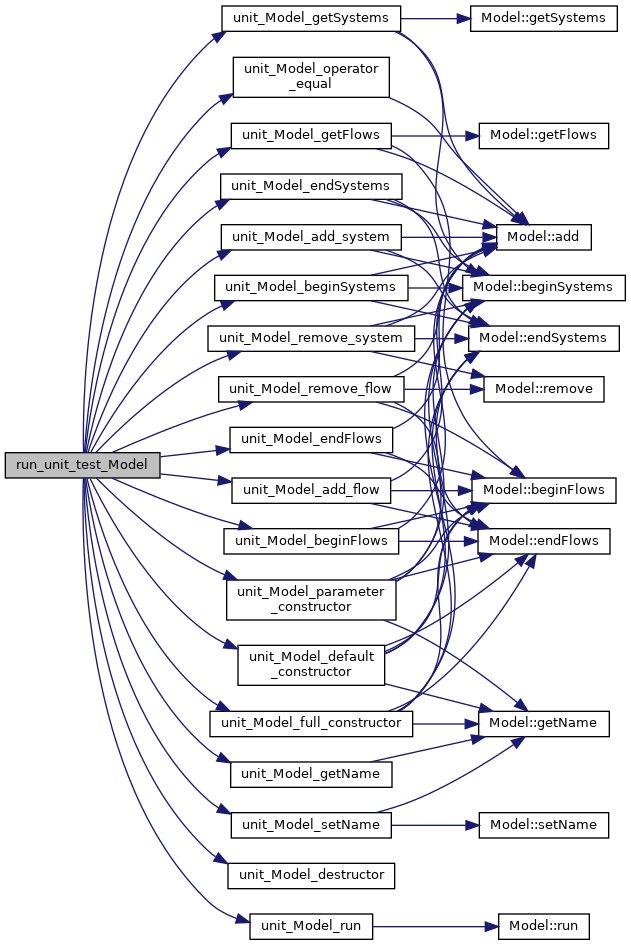 unit_Model_getSystems
Model::getSystems
unit_Model_operator
_equal
unit_Model_getFlows
Model::getFlows
unit_Model_endSystems
unit_Model_add_system
Model::add
unit_Model_beginSystems
Model::beginSystems
unit_Model_remove_system
Model::endSystems
unit_Model_remove_flow
Model::remove
unit_Model_endFlows
run_unit_test_Model
unit_Model_add_flow
Model::beginFlows
unit_Model_beginFlows
Model::endFlows
unit_Model_parameter
_constructor
unit_Model_default
_constructor
unit_Model_full_constructor
Model::getName
unit_Model_getName
unit_Model_setName
Model::setName
unit_Model_destructor
unit_Model_run
Model::run